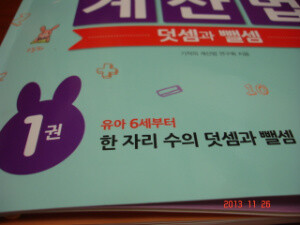 계산법
덧셈과 뺄셈
1권
유아 6세부터
한 자리 수의 덧셈과 뺄셈
2013 11 26